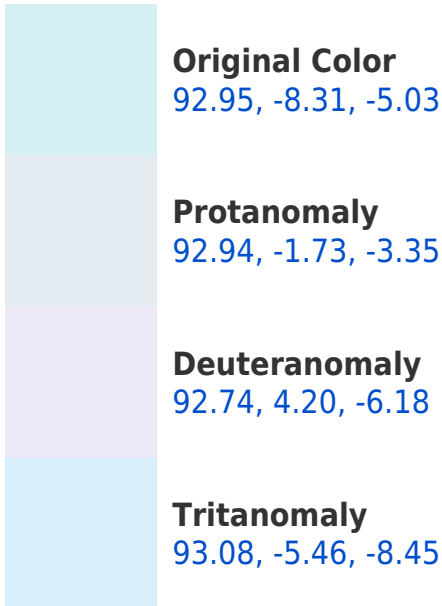 Original Color
92.95, -8.31, -5.03
Protanomaly
92.94, -1.73, -3.35
Deuteranomaly
92.74, 4.20, -6.18
Tritanomaly
93.08, -5.46, -8.45